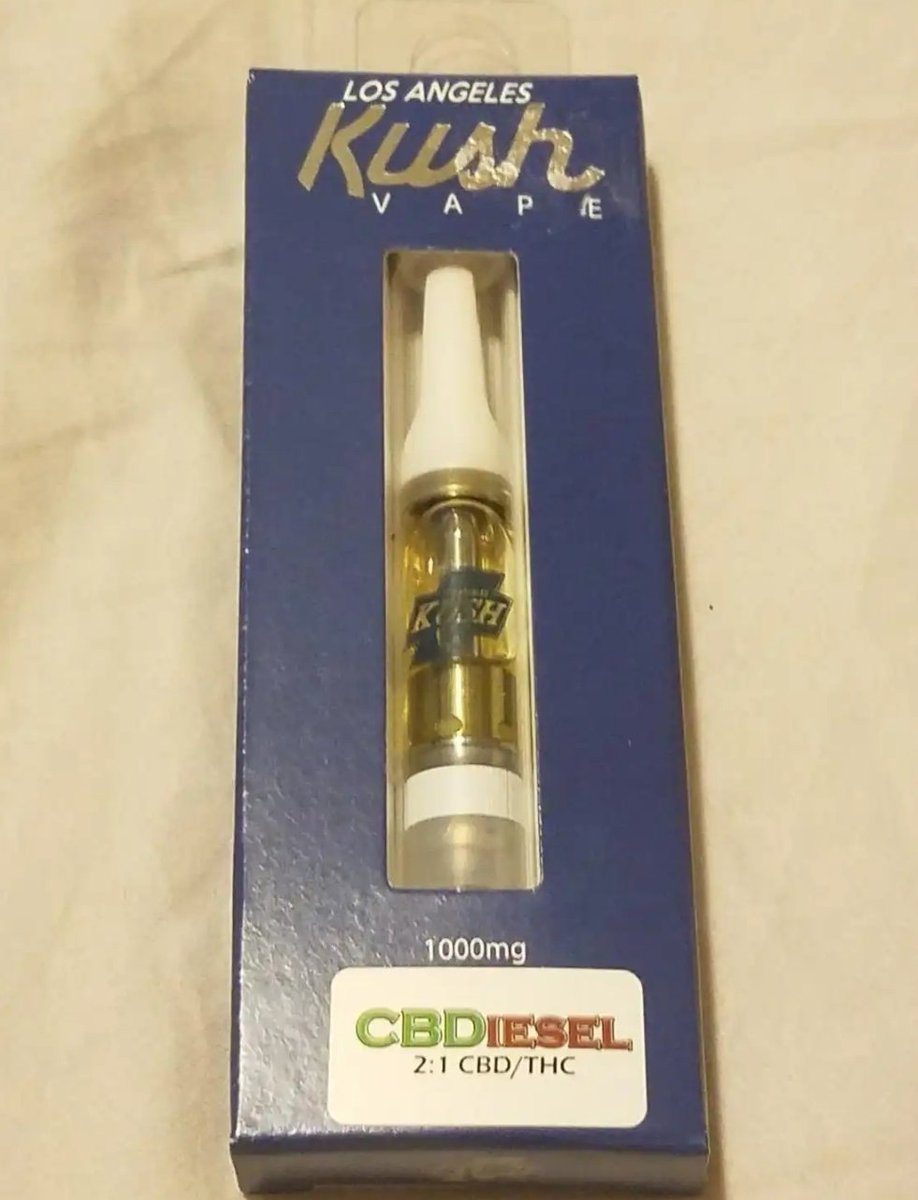 LOS ANGELES
Kush
VAPE
KUSH
1000mg
CBDIESEL
2:1 CBD/THC